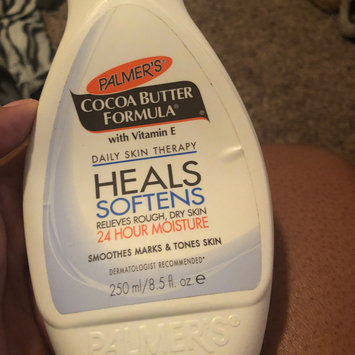 PALMER'S®
COCOA BUTTER
FORMULA®
with Vitamin E
DAILY SKIN THERAPY
HEALS
SOFTENS
RELIEVES ROUGH, DRY SKIN
24 HOUR MOISTURE
SMOOTHES MARKS & TONES SKIN
DERMATOLOGIST RECOMMENDED*
250 ml/8.5 fl. oz. e
PALMER'S®